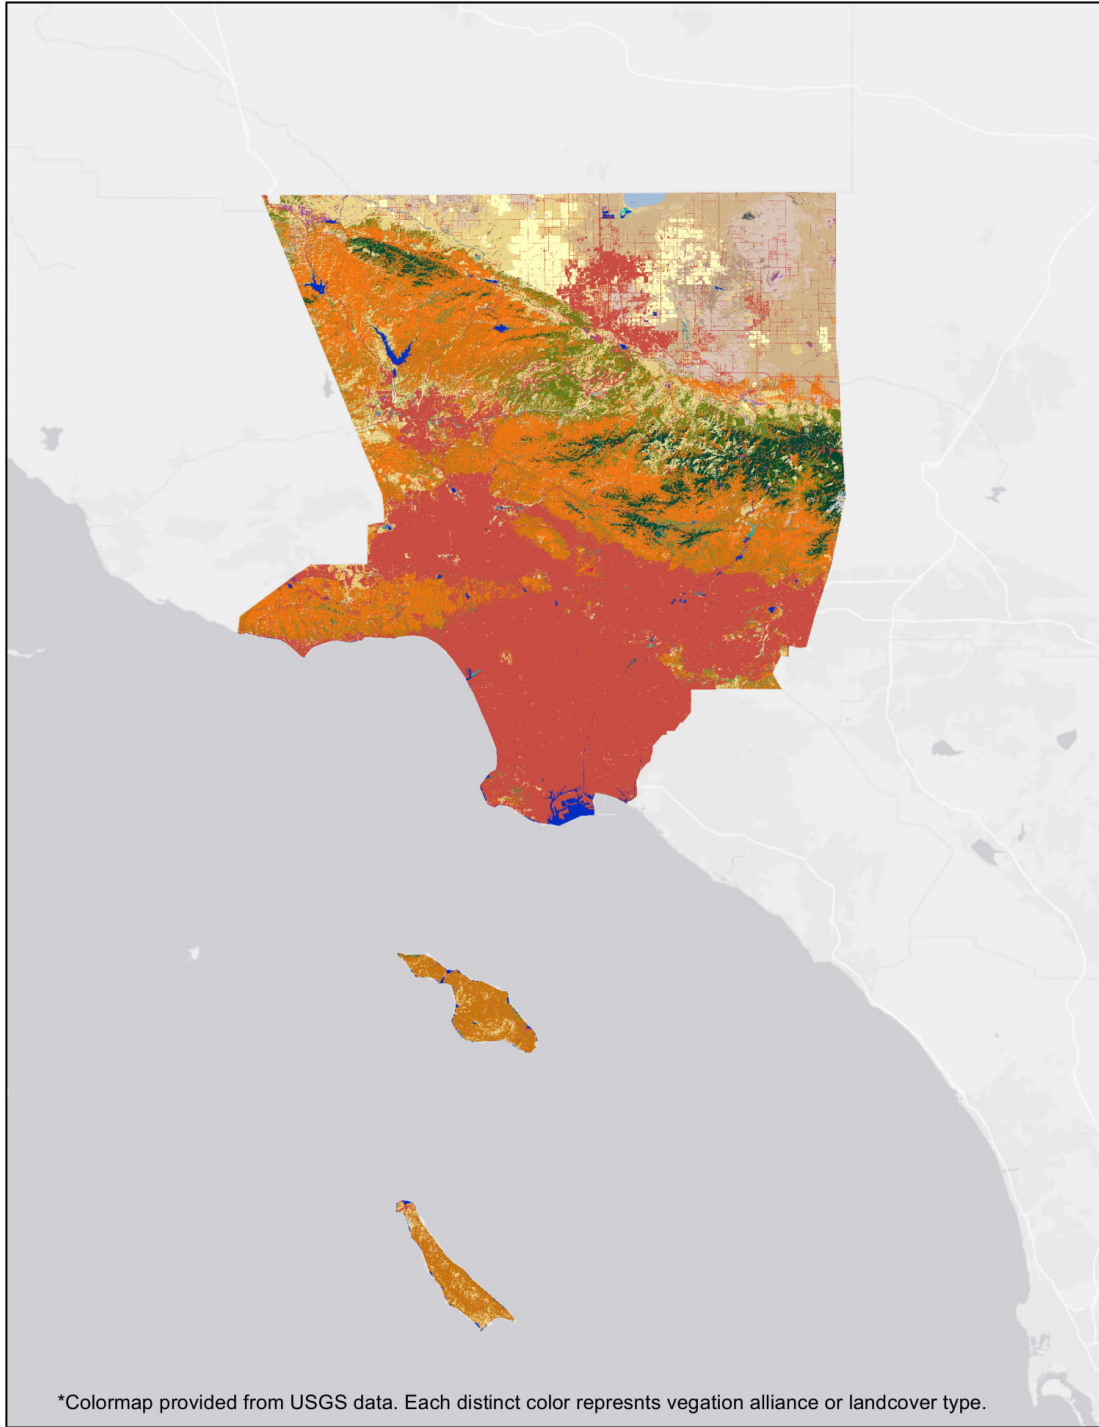 *Colormap provided from USGS data. Each distinct color represnts vegation alliance or landcover type.